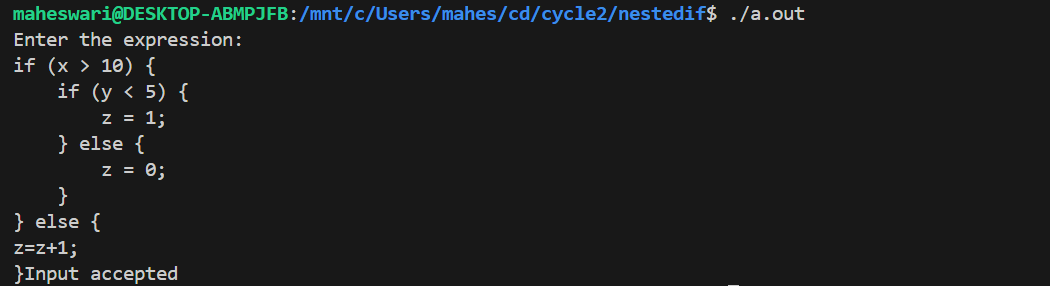 maheswari@DESKTOP-ABMPJFB:/mnt/c/Users/mahes/cd/cycle2/nestedif$ ./a.out
Enter the expression:
if (x > 10) {
    if (y < 5) {
        z = 1;
    } else {
        z = 0;
    }
} else {
z=z+1;
}Input accepted